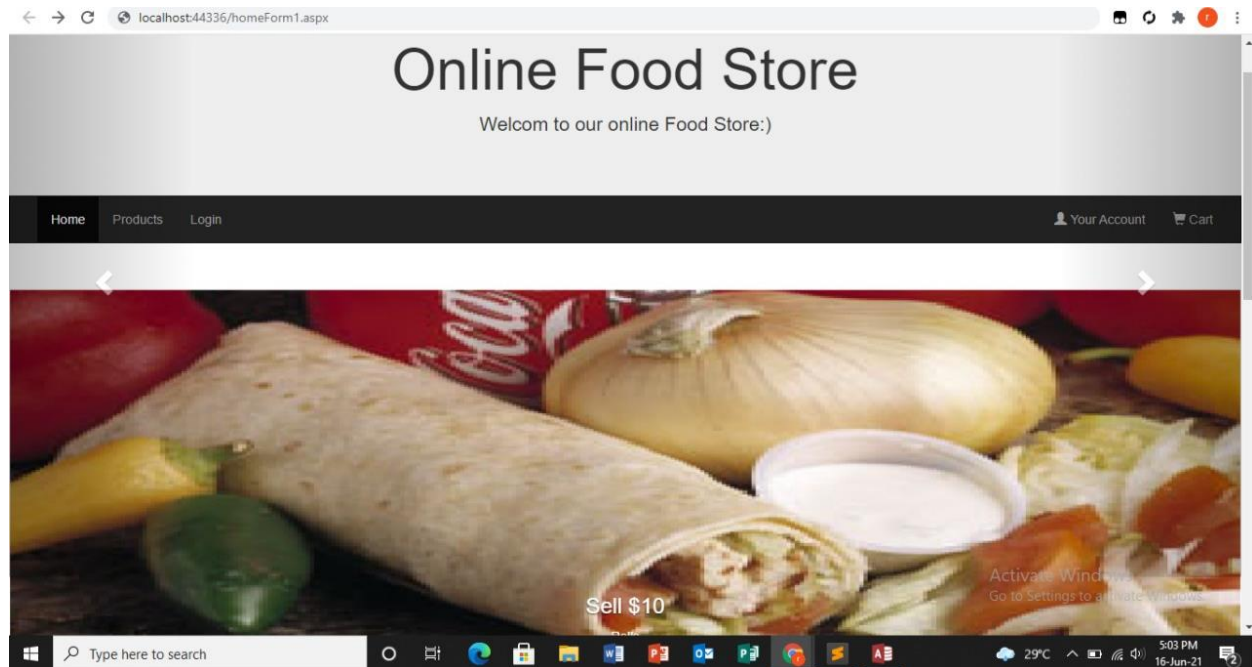 localhost:44336/homeForm1.aspx
r
Online Food Store
Welcom to our online Food Store:)
Home Products Login Your Account Cart
Coca
Sell $10
Activate Windows
Go to Settings to activate Windows.
Type here to search
29°C
5:03 PM
16-Jun-21
2